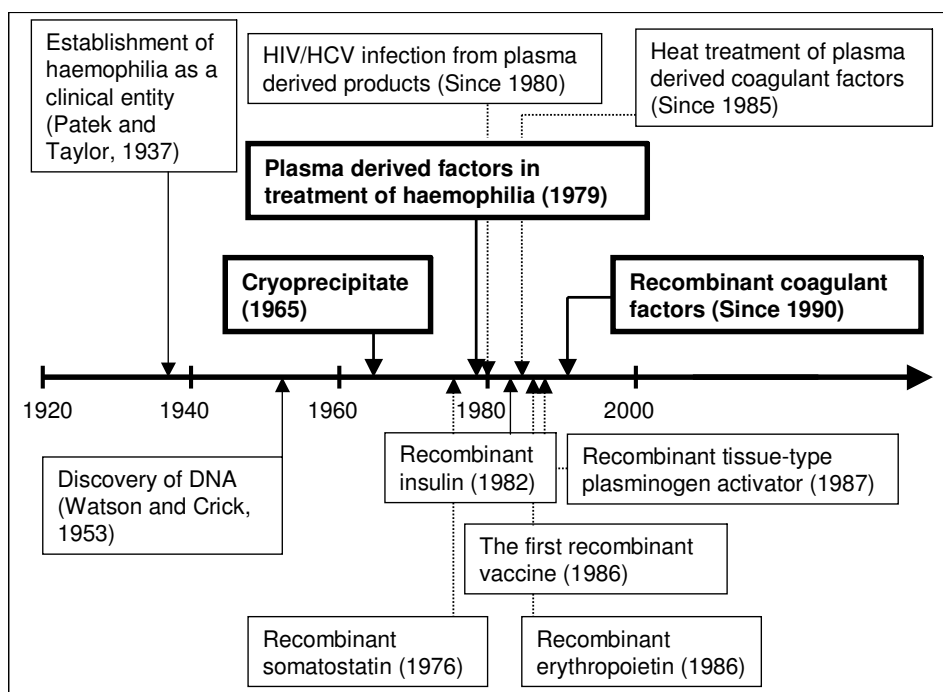 Establishment of
haemophilia as a
clinical entity
(Patek and
Taylor, 1937)
HIV/HCV infection from plasma
derived products (Since 1980)
Heat treatment of plasma
derived coagulant factors
(Since 1985)
Plasma derived factors in
treatment of haemophilia (1979)
Cryoprecipitate
(1965)
Recombinant coagulant
factors (Since 1990)
1920
1940
1960
1980
2000
Discovery of DNA
(Watson and Crick,
1953)
Recombinant
insulin (1982)
Recombinant tissue-type
plasminogen activator (1987)
The first recombinant
vaccine (1986)
Recombinant
somatostatin (1976)
Recombinant
erythropoietin (1986)